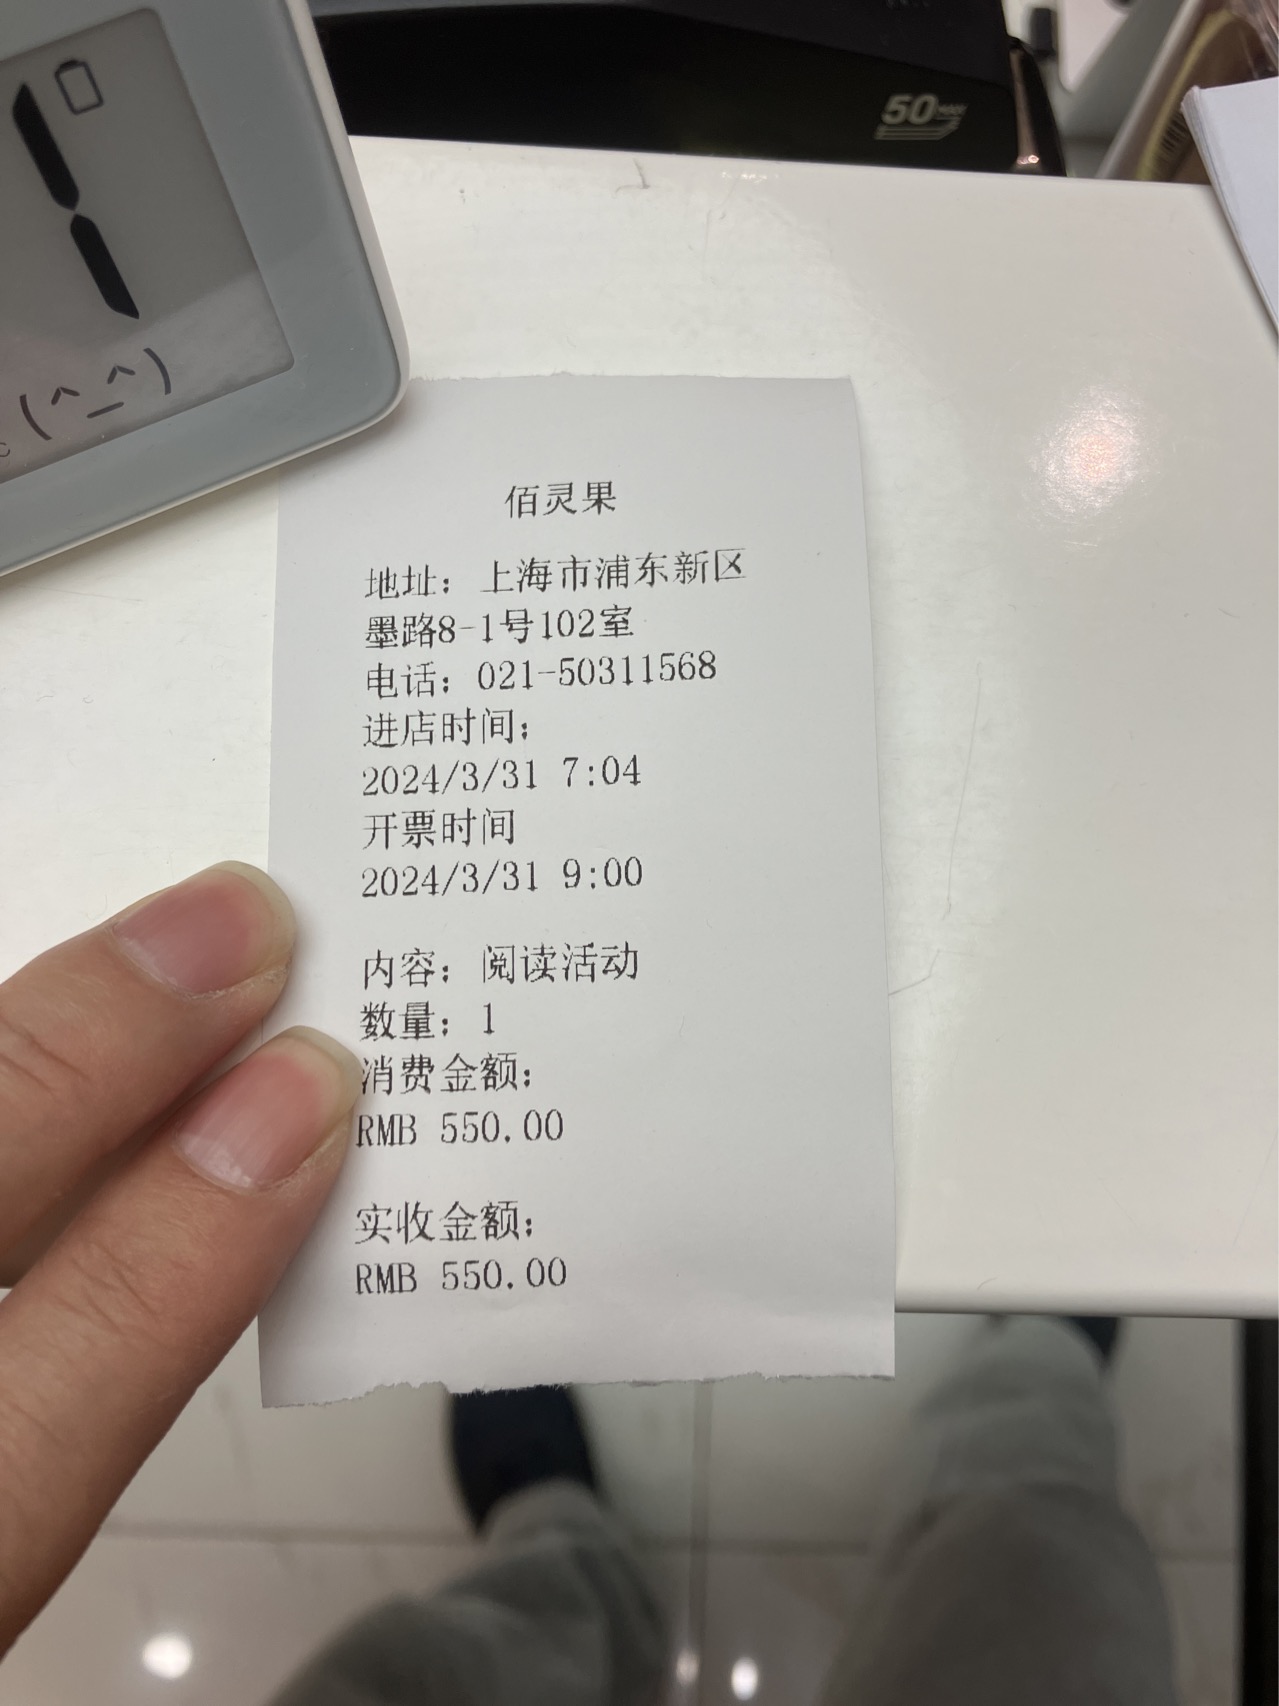 50
(^_^)
佰灵果
地址：上海市浦东新区
墨路8-1号102室
电话：021-50311568
进店时间：
2024/3/31 7:04
开票时间
2024/3/31 9:00
内容：阅读活动
数量：1
消费金额：
RMB 550.00
实收金额：
RMB 550.00